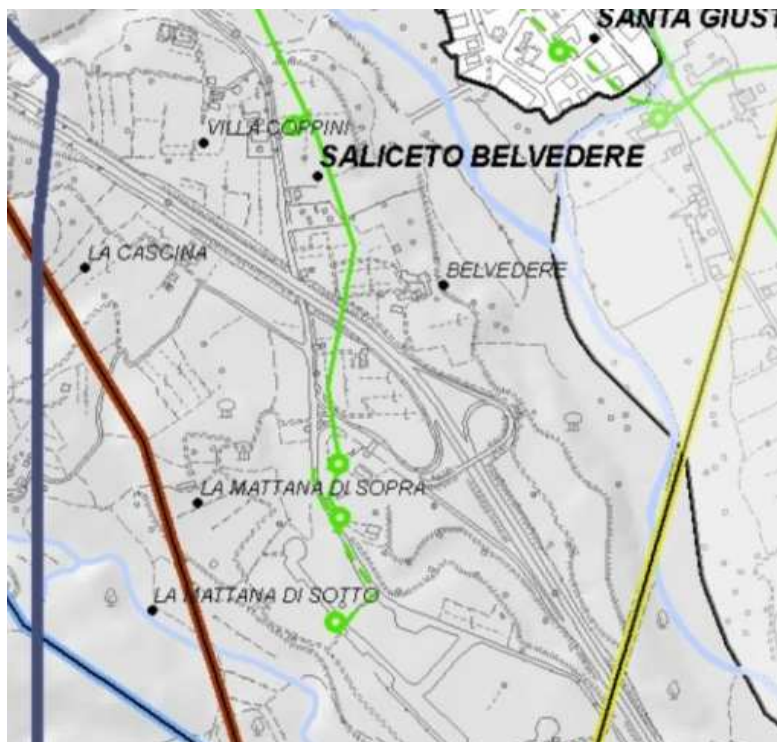 SANTA GIUST
VILLA COPPINI
SALICETO BELVEDERE
LA CASCINA
BELVEDERE
LA MATTANA DI SOPRA
LA MATTANA DI SOTTO